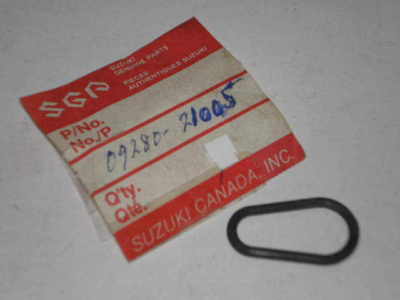 SGP
SUZUKI
GENUINE PARTS
PIECES
AUTHENTIQUES SUZUKI
P/No.
No./P
09280-21005
Q'ty.
Qté.
SUZUKI CANADA, INC.